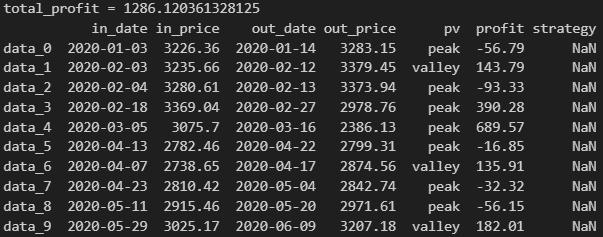 total_profit = 1286.120361328125
in_date in_price out_date out_price pv profit strategy
data_0 2020-01-03 3226.36 2020-01-14 3283.15 peak -56.79 NaN
data_1 2020-02-03 3235.66 2020-02-12 3379.45 valley 143.79 NaN
data_2 2020-02-04 3280.61 2020-02-13 3373.94 peak -93.33 NaN
data_3 2020-02-18 3369.04 2020-02-27 2978.76 peak 390.28 NaN
data_4 2020-03-05 3075.7 2020-03-16 2386.13 peak 689.57 NaN
data_5 2020-04-13 2782.46 2020-04-22 2799.31 peak -16.85 NaN
data_6 2020-04-07 2738.65 2020-04-17 2874.56 valley 135.91 NaN
data_7 2020-04-23 2810.42 2020-05-04 2842.74 peak -32.32 NaN
data_8 2020-05-11 2915.46 2020-05-20 2971.61 peak -56.15 NaN
data_9 2020-05-29 3025.17 2020-06-09 3207.18 valley 182.01 NaN